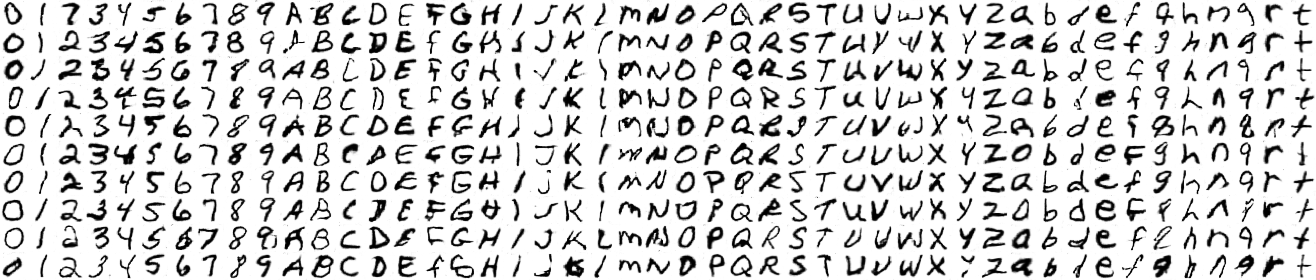 0 1 2 3 4 5 6 7 8 9 A B C D E F G H I J K l m N O P Q R S T U V W X Y Z a b d e f g h n q r t
0 1 2 3 4 5 6 7 8 9 A B C D E f G H I J K l m N O P Q R S T U V W X Y Z a b d e f g h n q r t
0 1 2 3 4 5 6 7 8 9 A B C D E F G H I J K l m N O P Q R S T U V W X Y Z a b d e f g h n q r t
0 1 2 3 4 5 6 7 8 9 A B C D E F G H I J K l m N O P Q R S T U V W X Y Z a b d e f g h n q r t
0 1 2 3 4 5 6 7 8 9 A B C D E F G H I J K l m N O P Q R S T U V W X Y Z a b d e f g h n q r t
0 1 2 3 4 5 6 7 8 9 A B C D E F G H I J K l m N O P Q R S T U V W X Y Z a b d e F g h n q r t
0 1 2 3 4 5 6 7 8 9 A B C D E F G H I J K l m N O P Q R S T U V W X Y Z a b d e f g h n q r t
0 1 2 3 4 5 6 7 8 9 A B C D E F G H I J K l m N O P Q R S T U V W X Y Z a b d e f g h n q r t
0 1 2 3 4 5 6 7 8 9 A B C D E F G H I J K L m N O P Q R S T U V W X Y Z a b d e f g h n q r t
0 1 2 3 4 5 6 7 8 9 A B C D E f G H I J K l m N O P Q R S T U V W X Y Z a b d e f g h n q r t